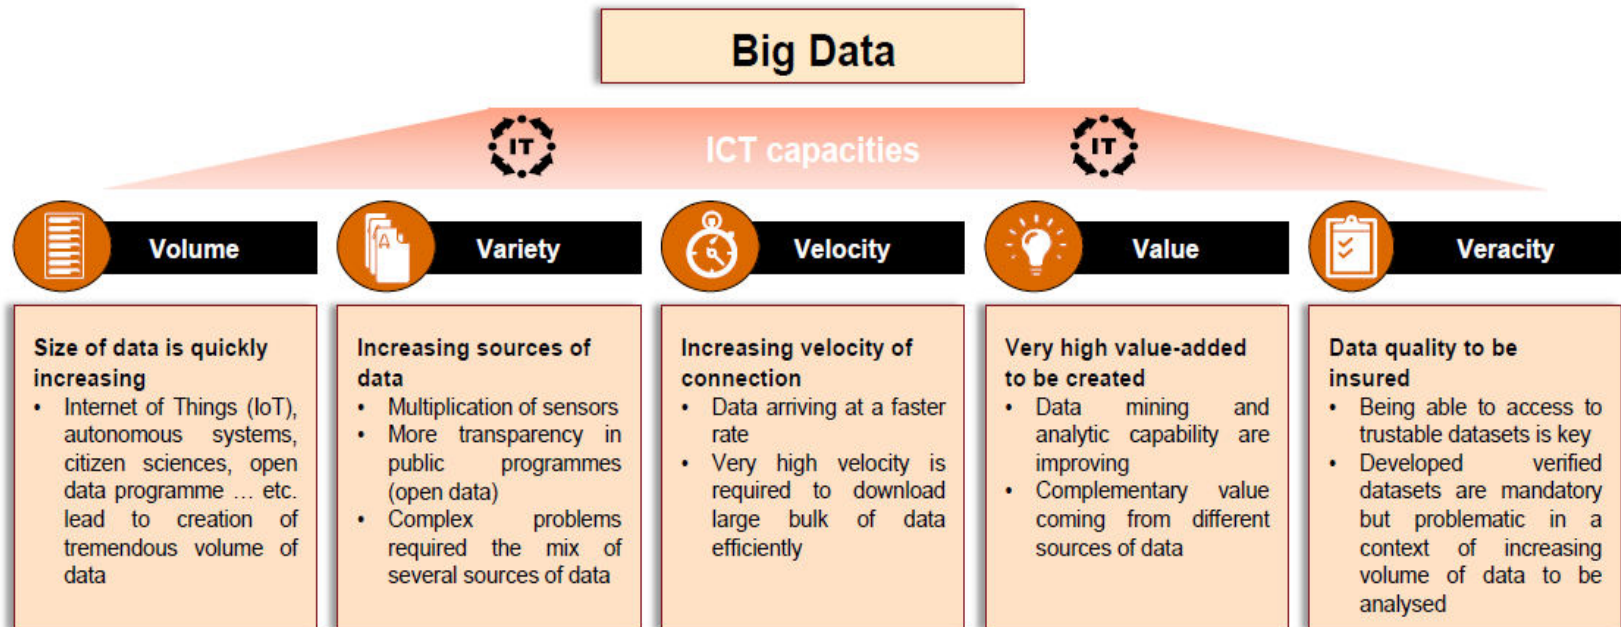 Big Data
IT
ICT capacities
IT
Volume
Variety
Velocity
Value
Veracity
Size of data is quickly
increasing
• Internet of Things (IoT),
autonomous systems,
citizen sciences, open
data programme ... etc.
lead to creation of
tremendous volume of
data
Increasing sources of
data
• Multiplication of sensors
• More transparency in
public programmes
(open data)
• Complex problems
required the mix of
several sources of data
Increasing velocity of
connection
• Data arriving at a faster
rate
• Very high velocity is
required to download
large bulk of data
efficiently
Very high value-added
to be created
• Data mining and
analytic capability are
improving
• Complementary value
coming from different
sources of data
Data quality to be
insured
• Being able to access to
trustable datasets is key
• Developed verified
datasets are mandatory
but problematic in a
context of increasing
volume of data to be
analysed